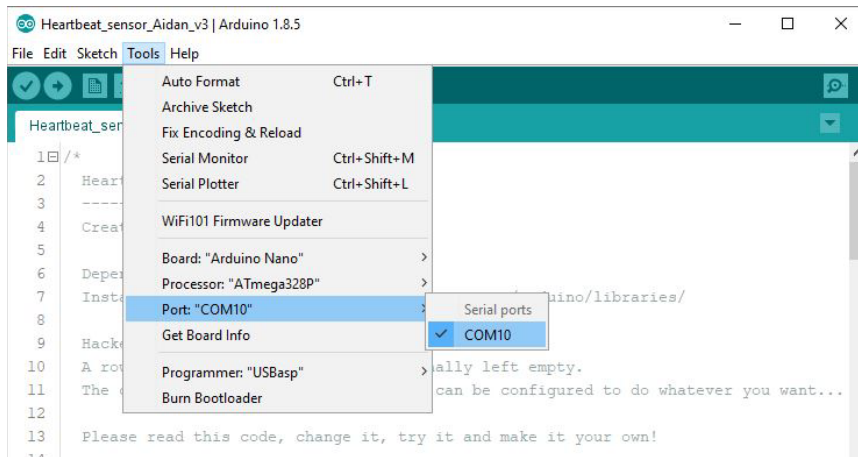 Heartbeat_sensor_Aidan_v3 | Arduino 1.8.5
File Edit Sketch Tools Help
Auto Format Ctrl+T
Archive Sketch
Fix Encoding & Reload
Serial Monitor Ctrl+Shift+M
Serial Plotter Ctrl+Shift+L
WiFi101 Firmware Updater
Board: "Arduino Nano"
Processor: "ATmega328P"
Port: "COM10"
Get Board Info
Programmer: "USBasp"
Burn Bootloader
Serial ports
COM10
Heartbeat_ser
1 /*
2 Heart
3 -----
4 Creat
5
6 Deper
7 Insta /libraries/
8
9 Hacke
10 A rou ally left empty.
11 The can be configured to do whatever you want...
12
13 Please read this code, change it, try it and make it your own!